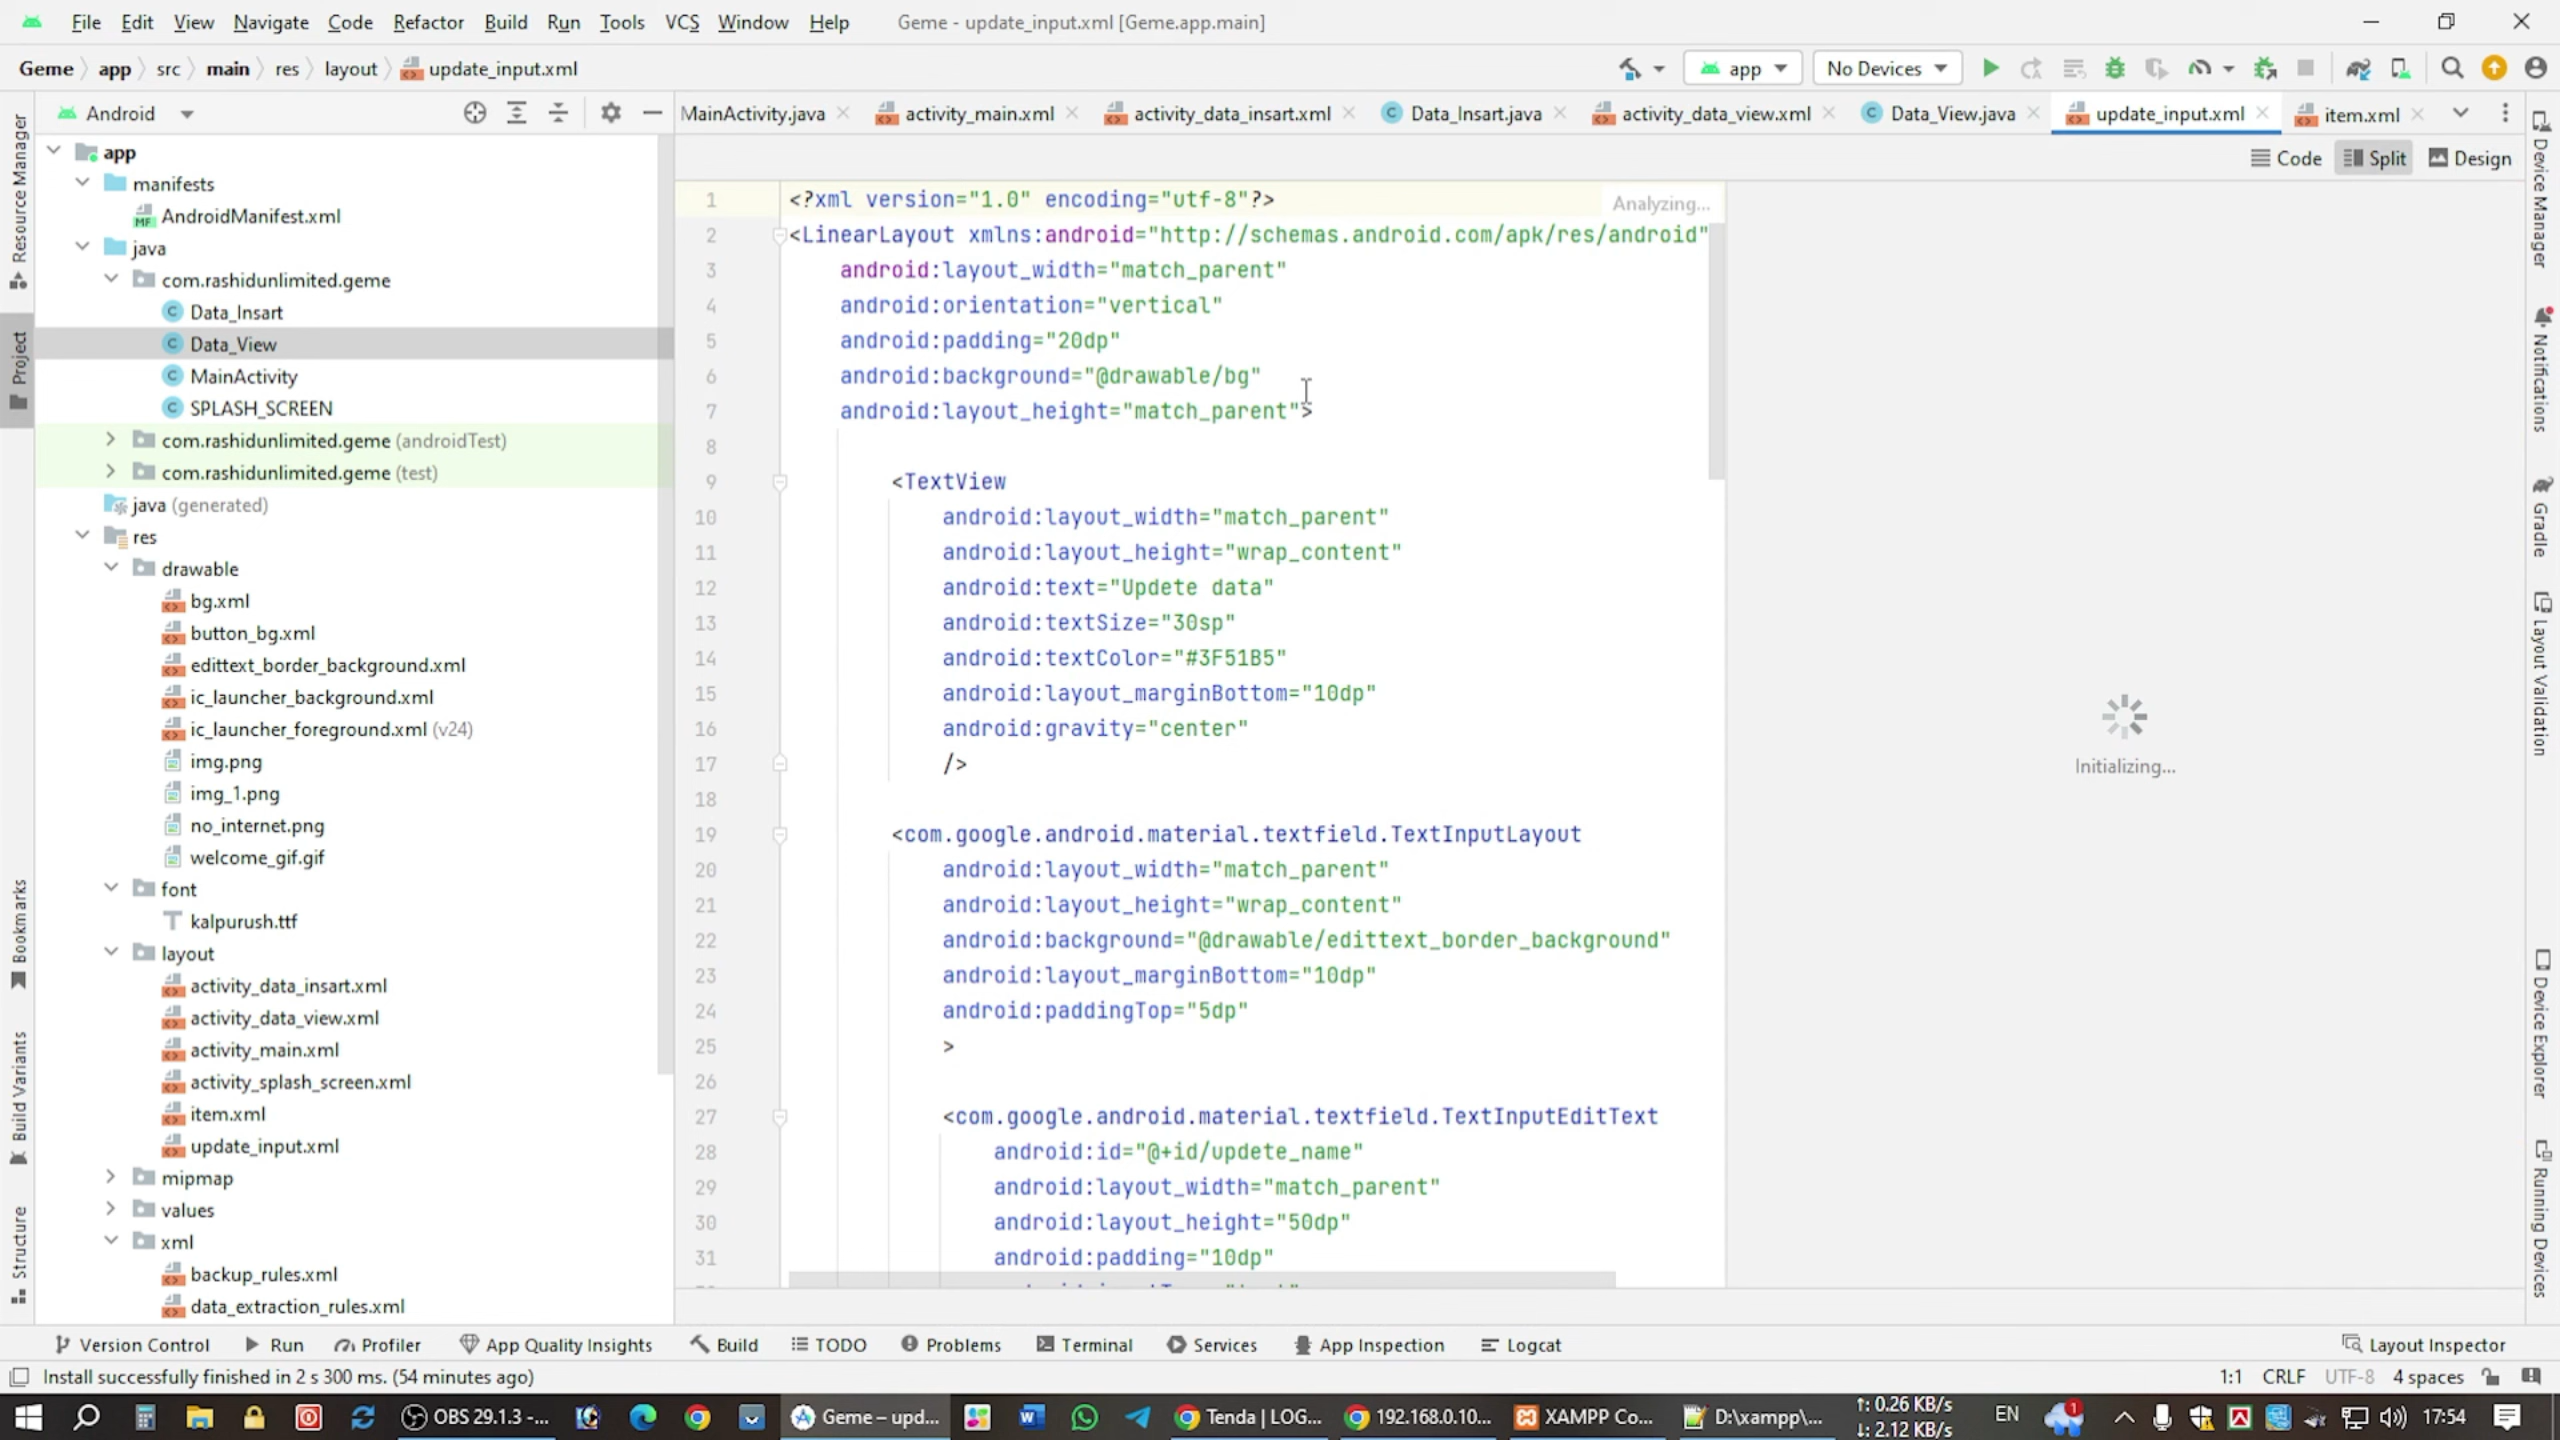 File Edit View Navigate Code Refactor Build Run Tools VCS Window Help Geme - update_input.xml [Geme.app.main]
Geme app src main res layout update_input.xml app No Devices
Android MainActivity.java activity_main.xml activity_data_insart.xml Data_Insart.java activity_data_view.xml Data_View.java update_input.xml item.xml
Code Split Design
Resource Manager
Project
Bookmarks
Build Variants
Structure
app
manifests
AndroidManifest.xml
java
com.rashidunlimited.geme
Data_Insart
Data_View
MainActivity
SPLASH_SCREEN
com.rashidunlimited.geme (androidTest)
com.rashidunlimited.geme (test)
java (generated)
res
drawable
bg.xml
button_bg.xml
edittext_border_background.xml
ic_launcher_background.xml
ic_launcher_foreground.xml (v24)
img.png
img_1.png
no_internet.png
welcome_gif.gif
font
kalpurush.ttf
layout
activity_data_insart.xml
activity_data_view.xml
activity_main.xml
activity_splash_screen.xml
item.xml
update_input.xml
mipmap
values
xml
backup_rules.xml
data_extraction_rules.xml
1 <?xml version="1.0" encoding="utf-8"?> Analyzing...
2 <LinearLayout xmlns:android="http://schemas.android.com/apk/res/android"
3 android:layout_width="match_parent"
4 android:orientation="vertical"
5 android:padding="20dp"
6 android:background="@drawable/bg"
7 android:layout_height="match_parent">
8
9 <TextView
10 android:layout_width="match_parent"
11 android:layout_height="wrap_content"
12 android:text="Updete data"
13 android:textSize="30sp"
14 android:textColor="#3F51B5"
15 android:layout_marginBottom="10dp"
16 android:gravity="center"
17 />
18
19 <com.google.android.material.textfield.TextInputLayout
20 android:layout_width="match_parent"
21 android:layout_height="wrap_content"
22 android:background="@drawable/edittext_border_background"
23 android:layout_marginBottom="10dp"
24 android:paddingTop="5dp"
25 >
26
27 <com.google.android.material.textfield.TextInputEditText
28 android:id="@+id/updete_name"
29 android:layout_width="match_parent"
30 android:layout_height="50dp"
31 android:padding="10dp"
Initializing...
Device Manager
Notifications
Gradle
Layout Validation
Device Explorer
Running Devices
Version Control Run Profiler App Quality Insights Build TODO Problems Terminal Services App Inspection Logcat Layout Inspector
Install successfully finished in 2 s 300 ms. (54 minutes ago) 1:1 CRLF UTF-8 4 spaces
OBS 29.1.3 -... Geme – upd... Tenda | LOG... 192.168.0.10... XAMPP Co... D:\xampp\... ↑: 0.26 KB/s EN 1 17:54
↓: 2.12 KB/s